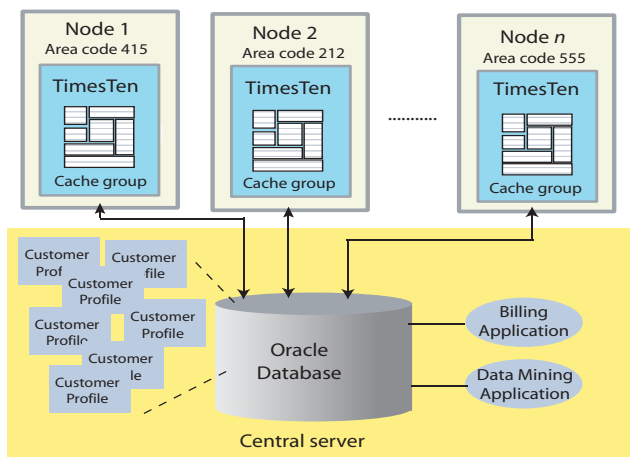 Node 1
Area code 415
TimesTen
Cache group
Node 2
Area code 212
TimesTen
Cache group
..........
Node n
Area code 555
TimesTen
Cache group
Customer
Prof
Customer
file
Customer
Profile
Customer
Profile
Customer
Profile
Customer
le
Customer
Profile
Oracle
Database
Billing
Application
Data Mining
Application
Central server